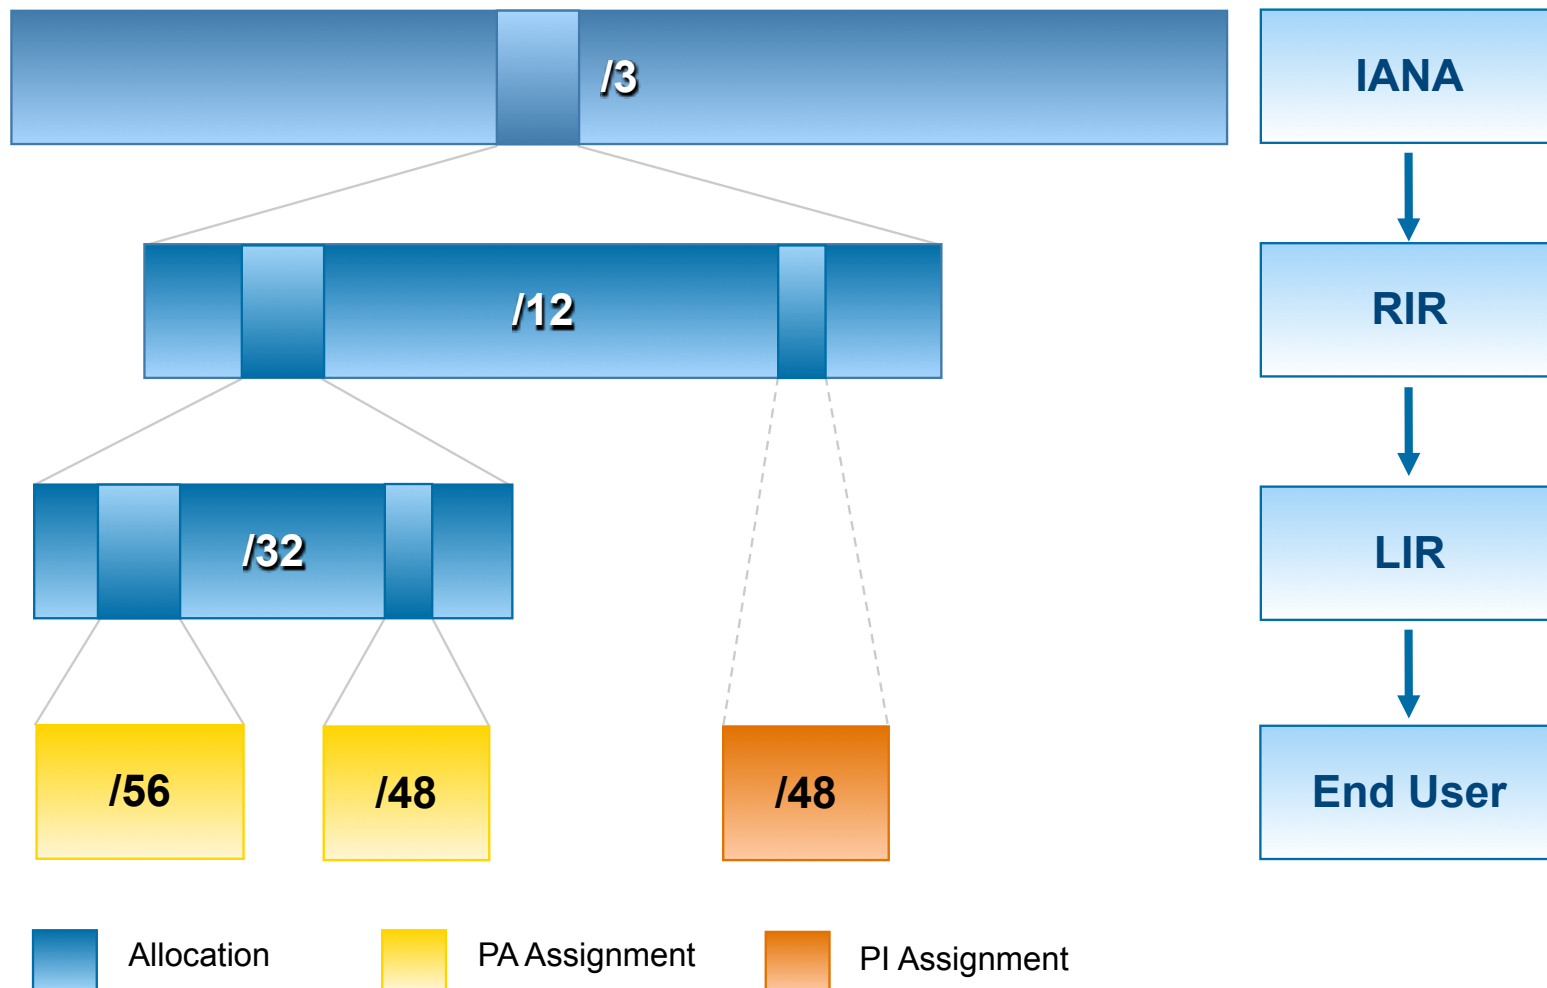 /3
IANA
/12
RIR
/32
LIR
/56
/48
/48
End User
Allocation
PA Assignment
PI Assignment